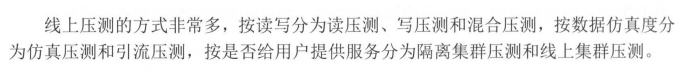 线上压测的方式非常多，按读写分为读压测、写压测和混合压测，按数据仿真度分
为仿真压测和引流压测，按是否给用户提供服务分为隔离集群压测和线上集群压测。